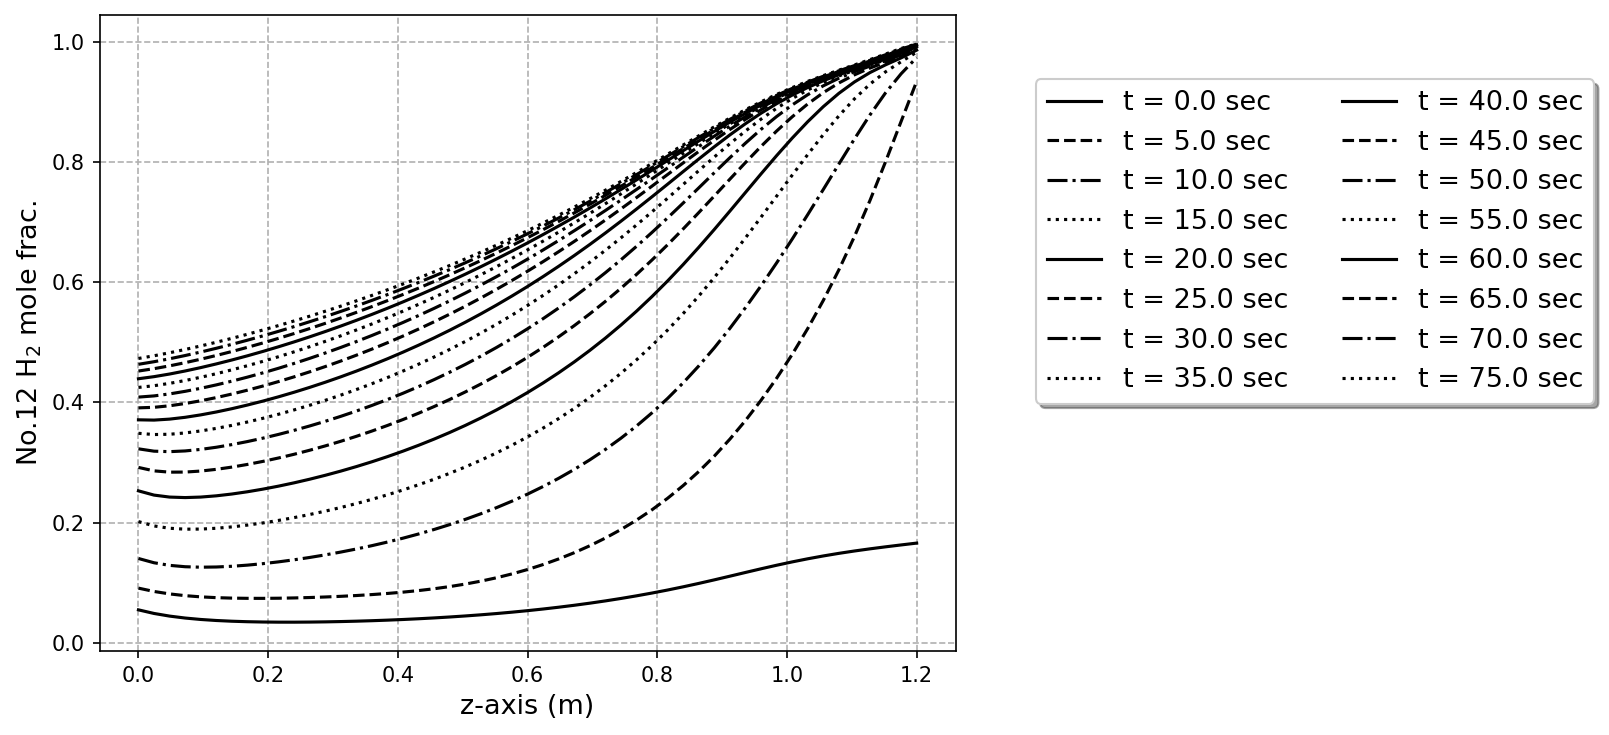 1.0
0.8
0.6
0.4
0.2
0.0
No.12 H₂ mole frac.
0.0 0.2 0.4 0.6 0.8 1.0 1.2
z-axis (m)
t = 0.0 sec
t = 5.0 sec
t = 10.0 sec
t = 15.0 sec
t = 20.0 sec
t = 25.0 sec
t = 30.0 sec
t = 35.0 sec
t = 40.0 sec
t = 45.0 sec
t = 50.0 sec
t = 55.0 sec
t = 60.0 sec
t = 65.0 sec
t = 70.0 sec
t = 75.0 sec